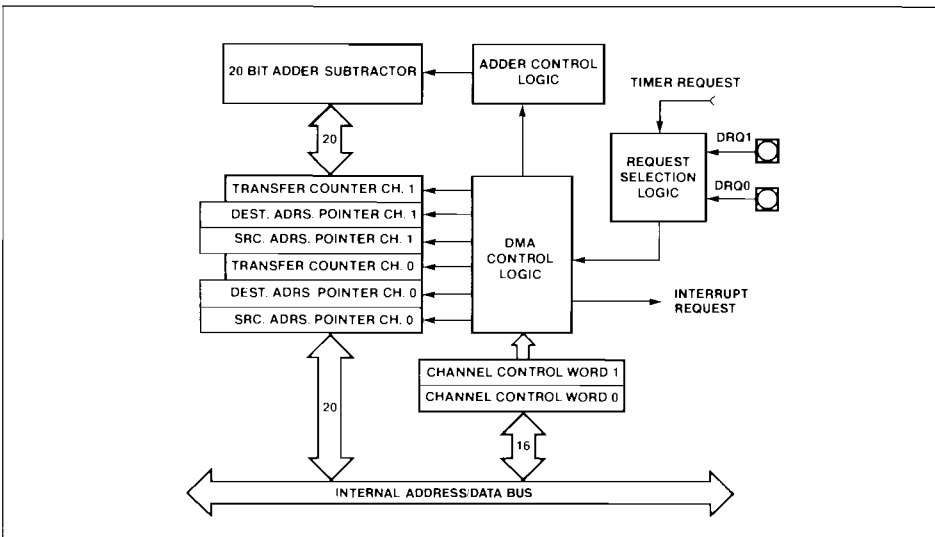 20 BIT ADDER SUBTRACTOR
ADDER CONTROL
LOGIC
TIMER REQUEST
20
DRQ1
REQUEST
SELECTION
LOGIC
DRQ0
TRANSFER COUNTER CH. 1
DEST. ADRS. POINTER CH. 1
SRC. ADRS. POINTER CH. 1
TRANSFER COUNTER CH. 0
DEST. ADRS. POINTER CH. 0
SRC. ADRS. POINTER CH. 0
DMA
CONTROL
LOGIC
INTERRUPT
REQUEST
CHANNEL CONTROL WORD 1
CHANNEL CONTROL WORD 0
20
16
INTERNAL ADDRESS/DATA BUS